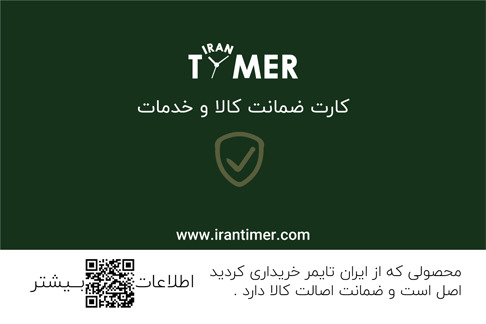 IRAN
TYMER
کارت ضمانت کالا و خدمات
www.irantimer.com
محصولی که از ایران تایمر خریداری کردید
اصل است و ضمانت اصالت کالا دارد .
اطلاعات بـیشتر